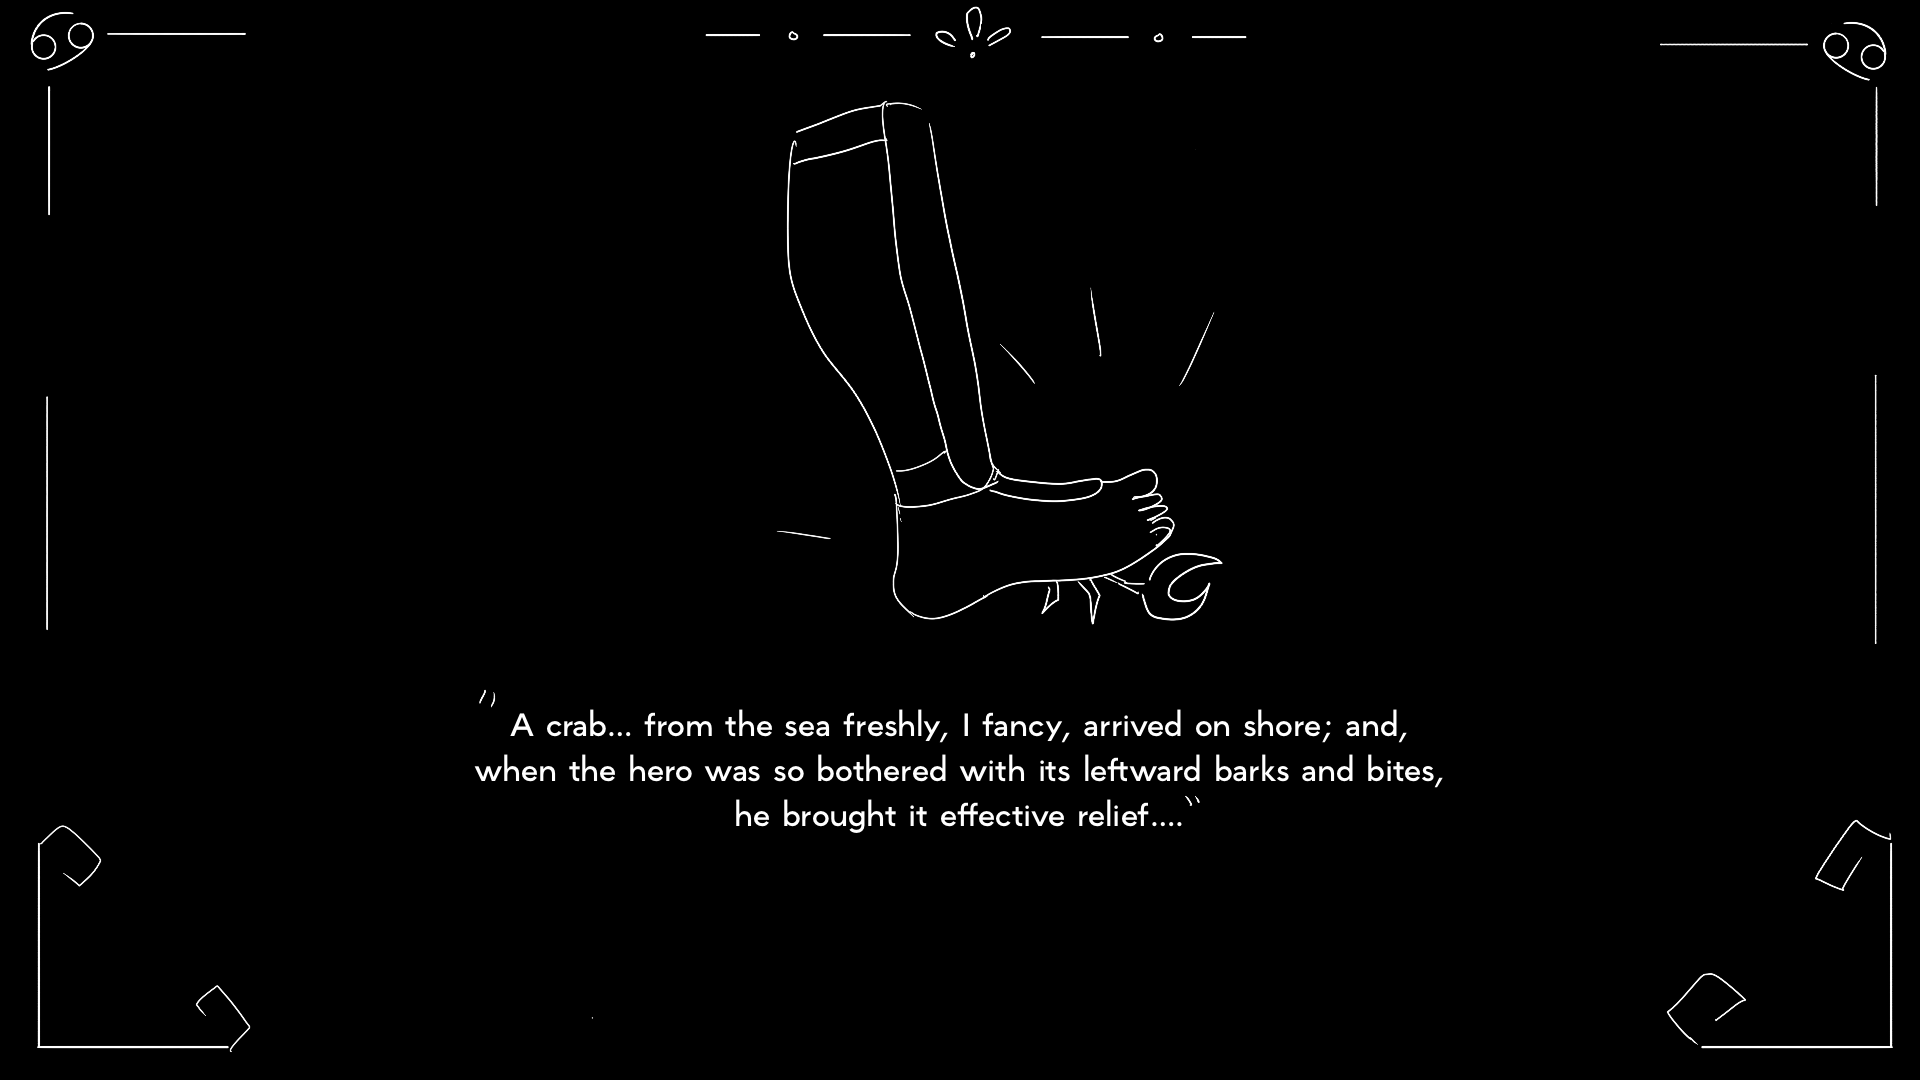 "A crab... from the sea freshly, I fancy, arrived on shore; and,
when the hero was so bothered with its leftward barks and bites,
he brought it effective relief...."